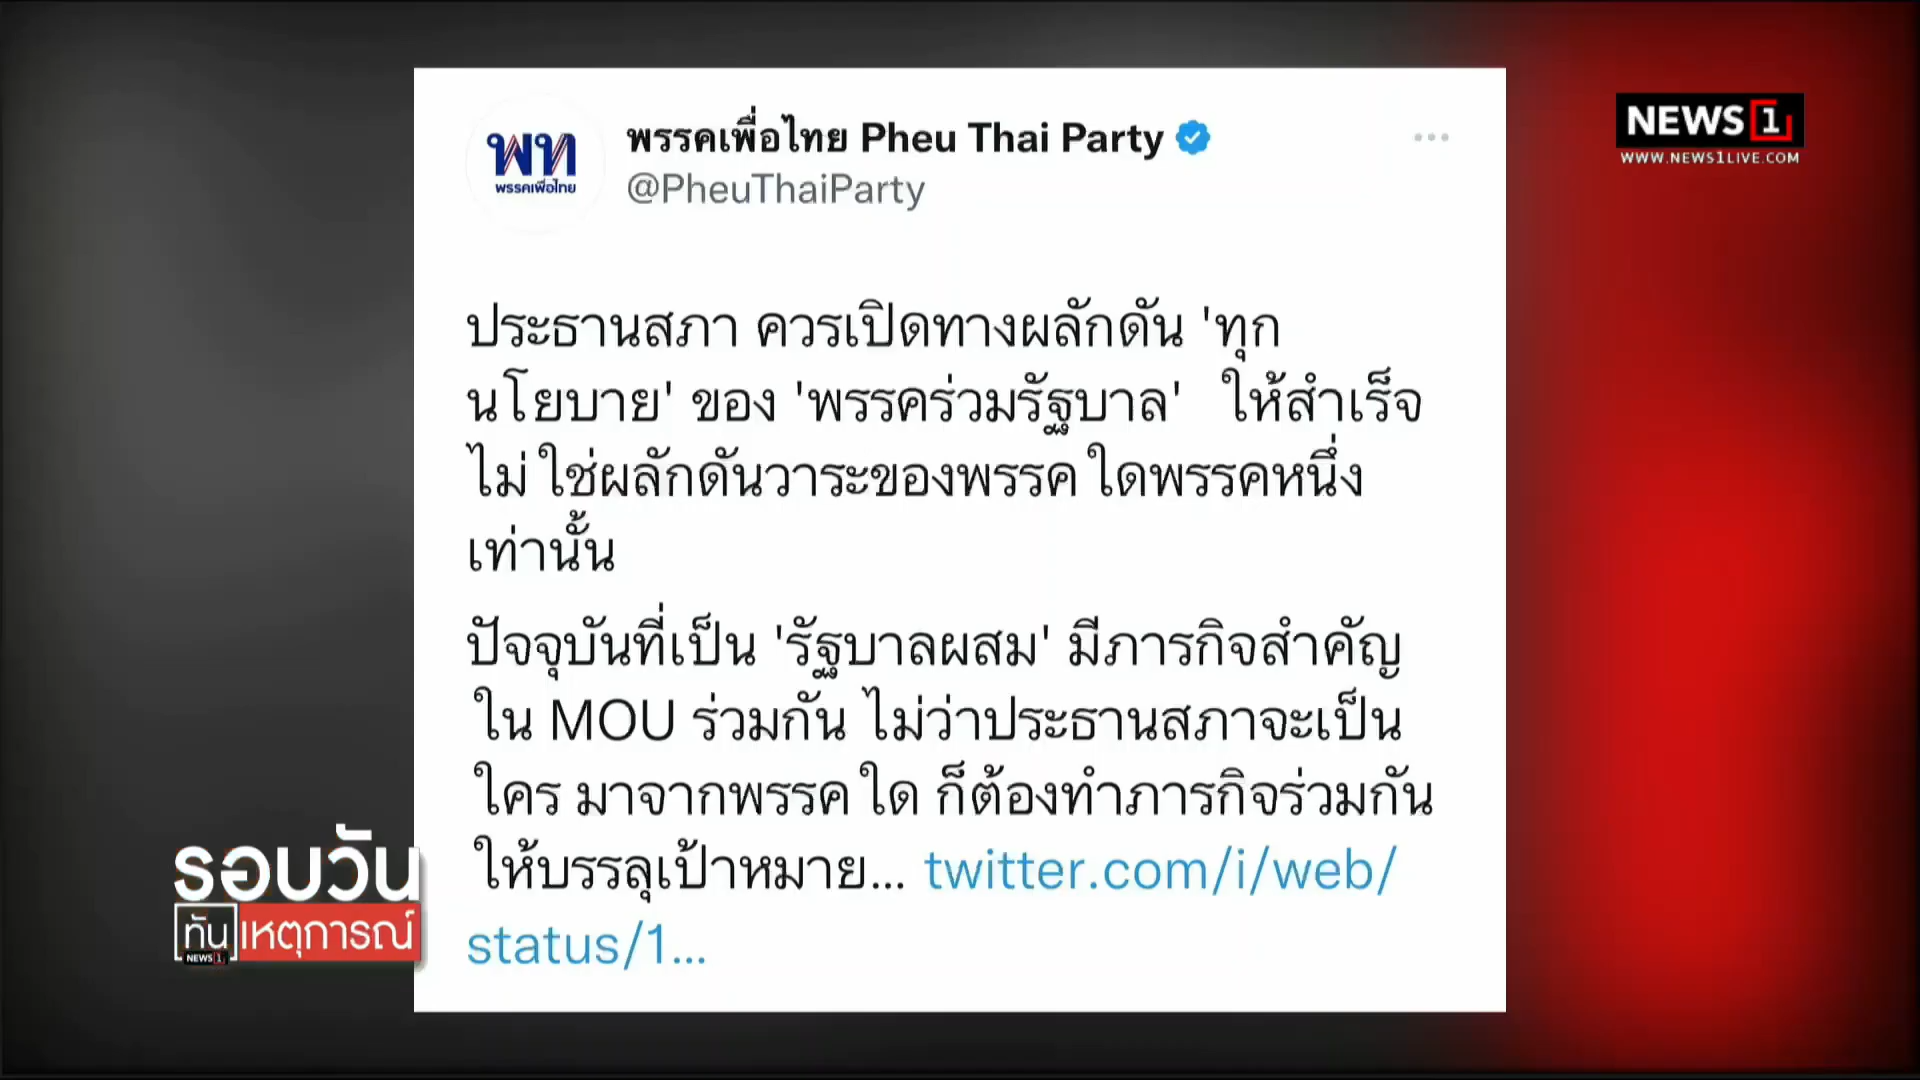 พท
พรรคเพื่อไทย
พรรคเพื่อไทย Pheu Thai Party
@PheuThaiParty
NEWS 1
WWW.NEWS1LIVE.COM
ประธานสภา ควรเปิดทางผลักดัน 'ทุก
นโยบาย' ของ 'พรรคร่วมรัฐบาล' ให้สำเร็จ
ไม่ใช่ผลักดันวาระของพรรคใดพรรคหนึ่ง
เท่านั้น
ปัจจุบันที่เป็น 'รัฐบาลผสม' มีภารกิจสำคัญ
ใน MOU ร่วมกัน ไม่ว่าประธานสภาจะเป็น
ใคร มาจากพรรคใด ก็ต้องทำภารกิจร่วมกัน
ให้บรรลุเป้าหมาย... twitter.com/i/web/
status/1...
รอบวัน
ทันเหตุการณ์
NEWS 1